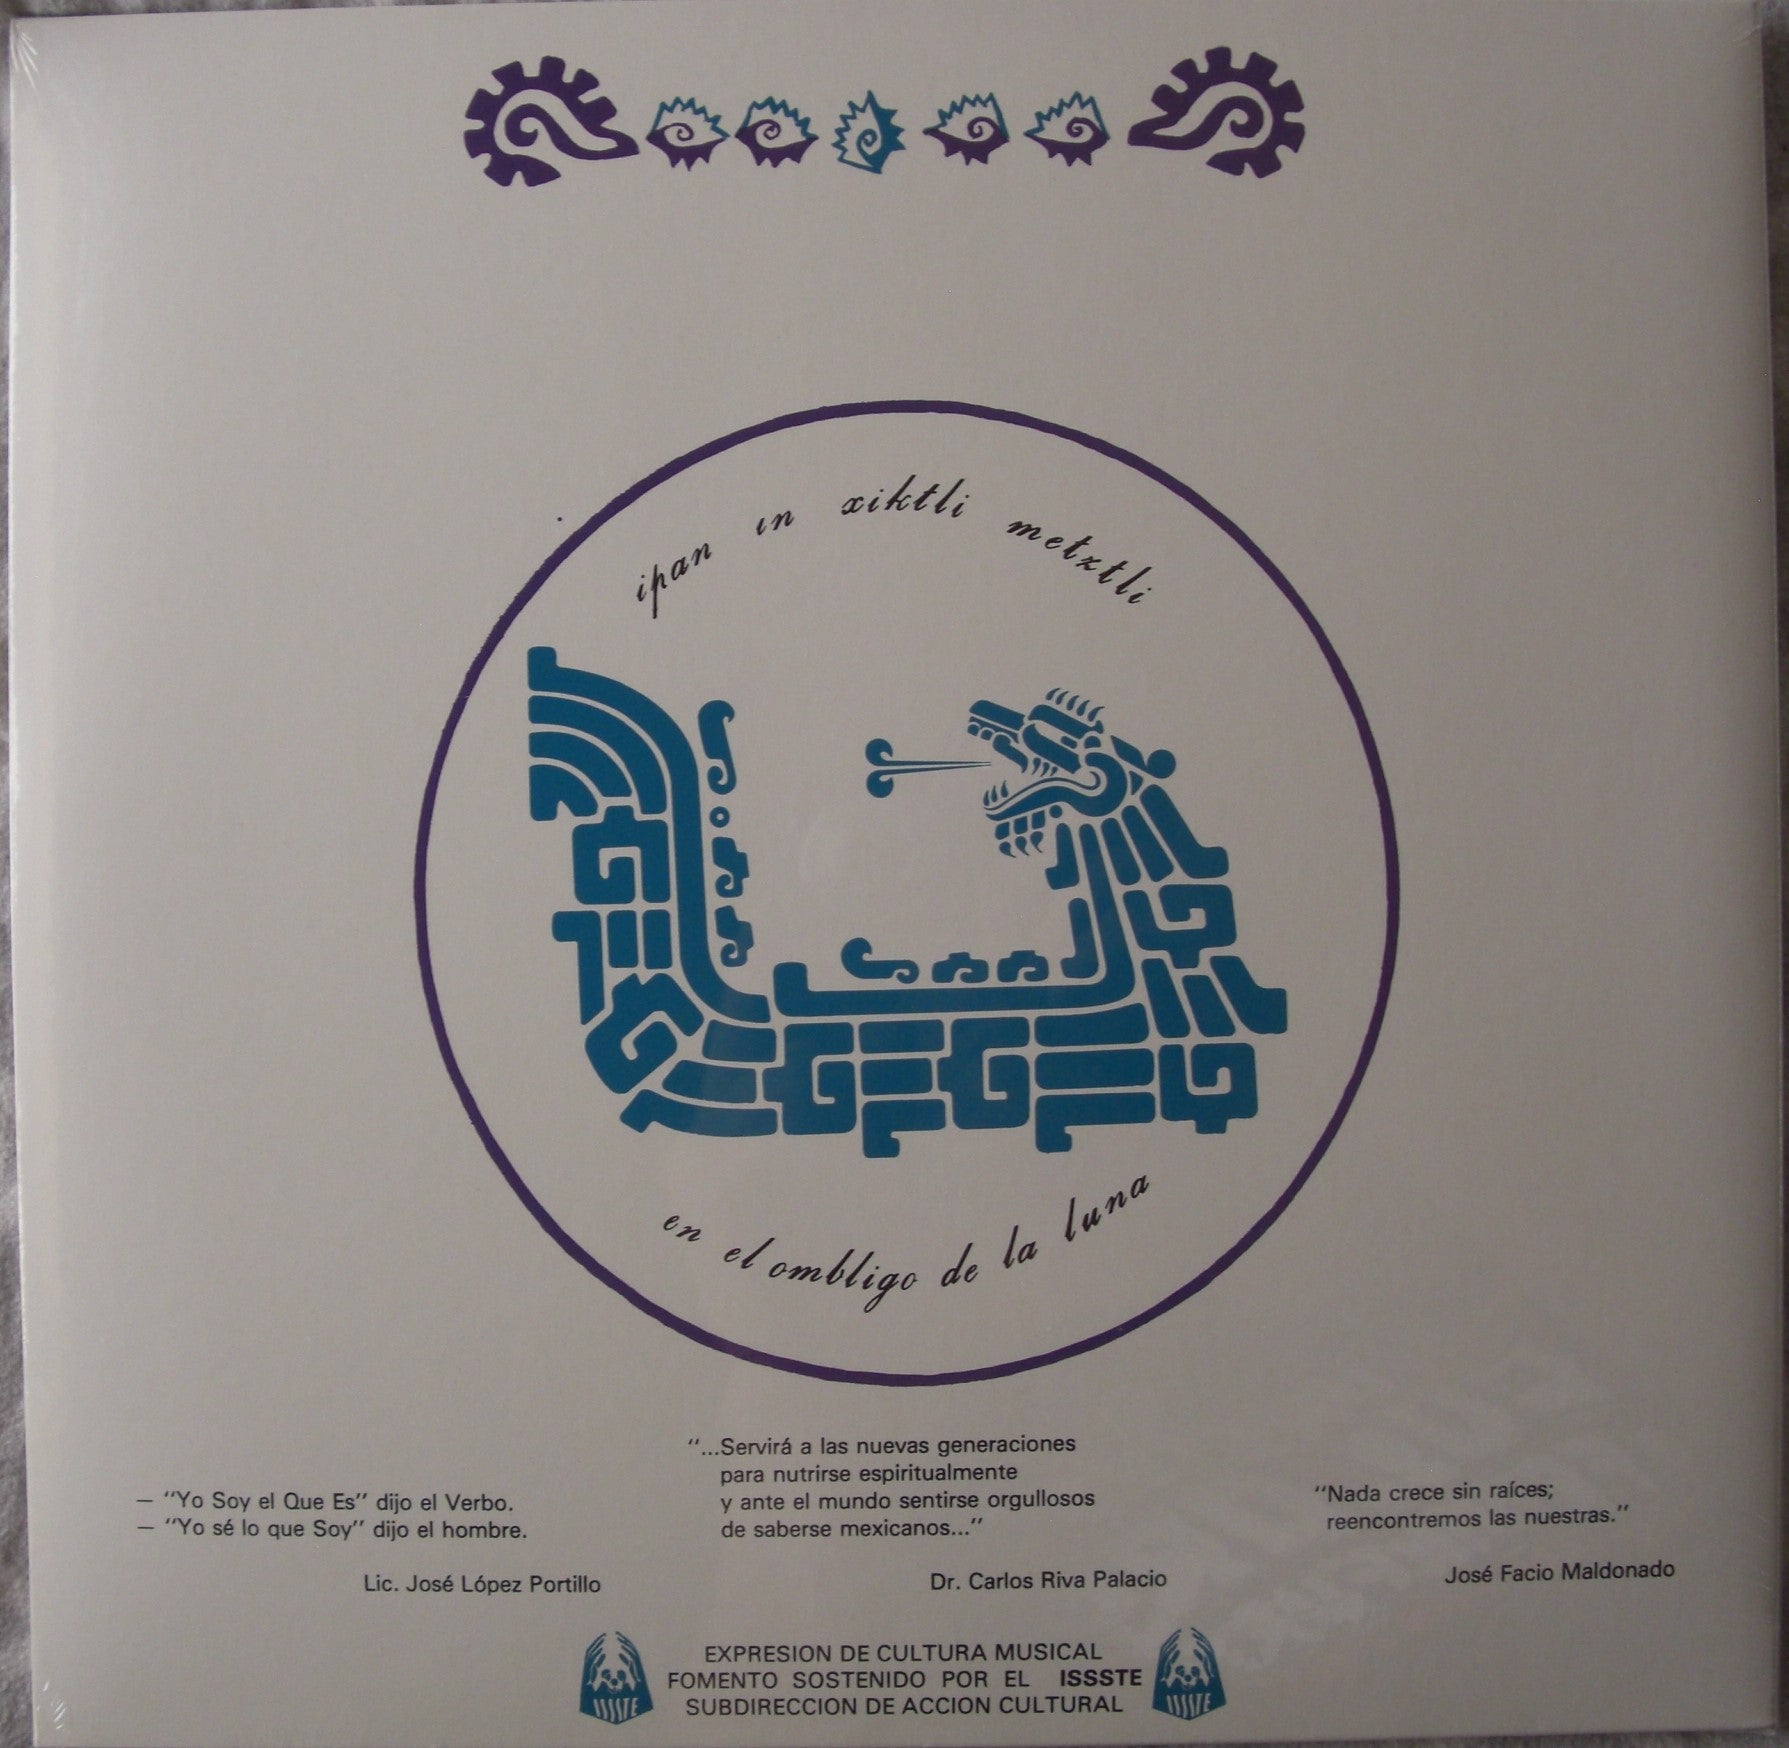 ipan in xiktli metztli
en el ombligo de la luna
— "Yo Soy el Que Es" dijo el Verbo.
— "Yo sé lo que Soy" dijo el hombre.
Lic. José López Portillo
"...Servirá a las nuevas generaciones
para nutrirse espiritualmente
y ante el mundo sentirse orgullosos
de saberse mexicanos..."
Dr. Carlos Riva Palacio
"Nada crece sin raíces;
reencontremos las nuestras."
José Facio Maldonado
ISSSTE
EXPRESION DE CULTURA MUSICAL
FOMENTO SOSTENIDO POR EL ISSSTE
SUBDIRECCION DE ACCION CULTURAL
ISSSTE